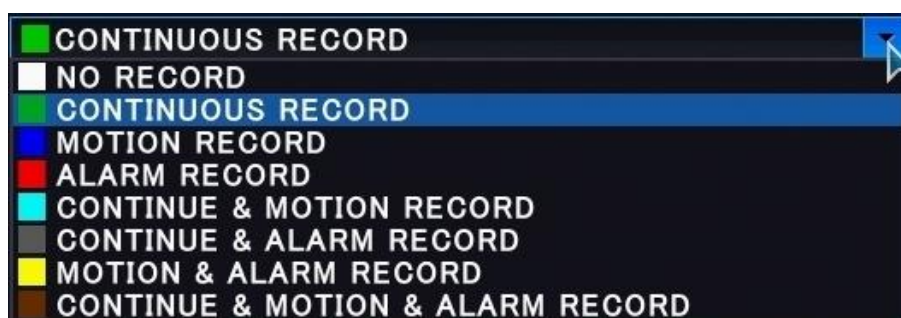 CONTINUOUS RECORD
NO RECORD
CONTINUOUS RECORD
MOTION RECORD
ALARM RECORD
CONTINUE & MOTION RECORD
CONTINUE & ALARM RECORD
MOTION & ALARM RECORD
CONTINUE & MOTION & ALARM RECORD